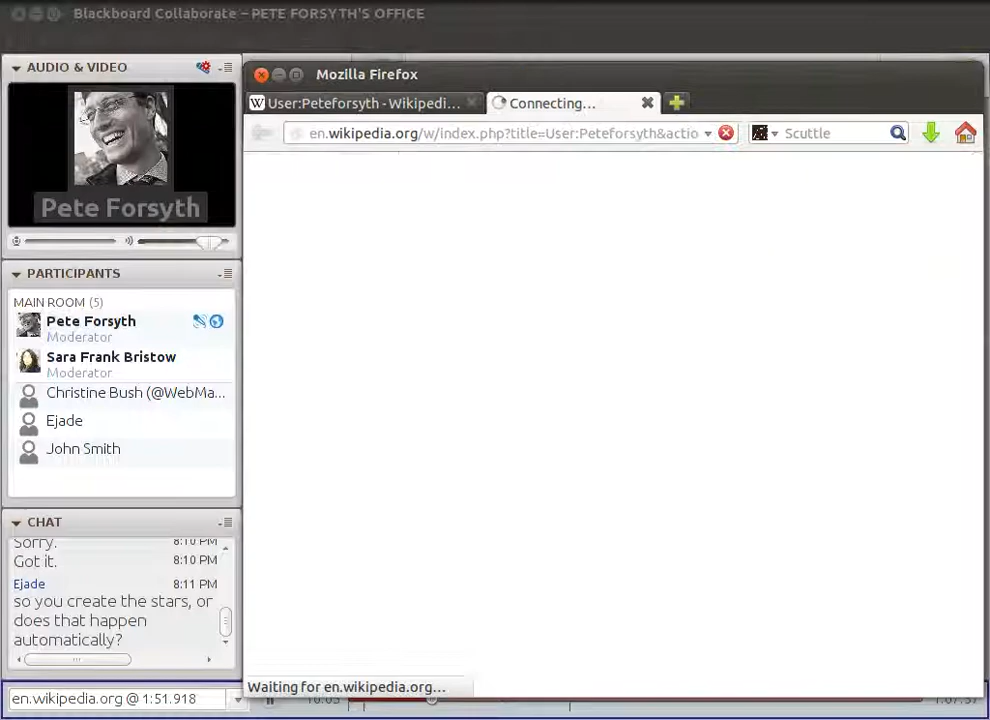 Blackboard Collaborate – PETE FORSYTH'S OFFICE
AUDIO & VIDEO
Pete Forsyth
PARTICIPANTS
MAIN ROOM (5)
Pete Forsyth
Moderator
Sara Frank Bristow
Moderator
Christine Bush (@WebMa...
Ejade
John Smith
CHAT
Sorry. 8:10 PM
Got it. 8:10 PM
Ejade 8:11 PM
so you create the stars, or
does that happen
automatically?
en.wikipedia.org @ 1:51.918
Mozilla Firefox
W User:Peteforsyth - Wikipedi...
Connecting...
en.wikipedia.org/w/index.php?title=User:Peteforsyth&actio
Scuttle
Waiting for en.wikipedia.org...